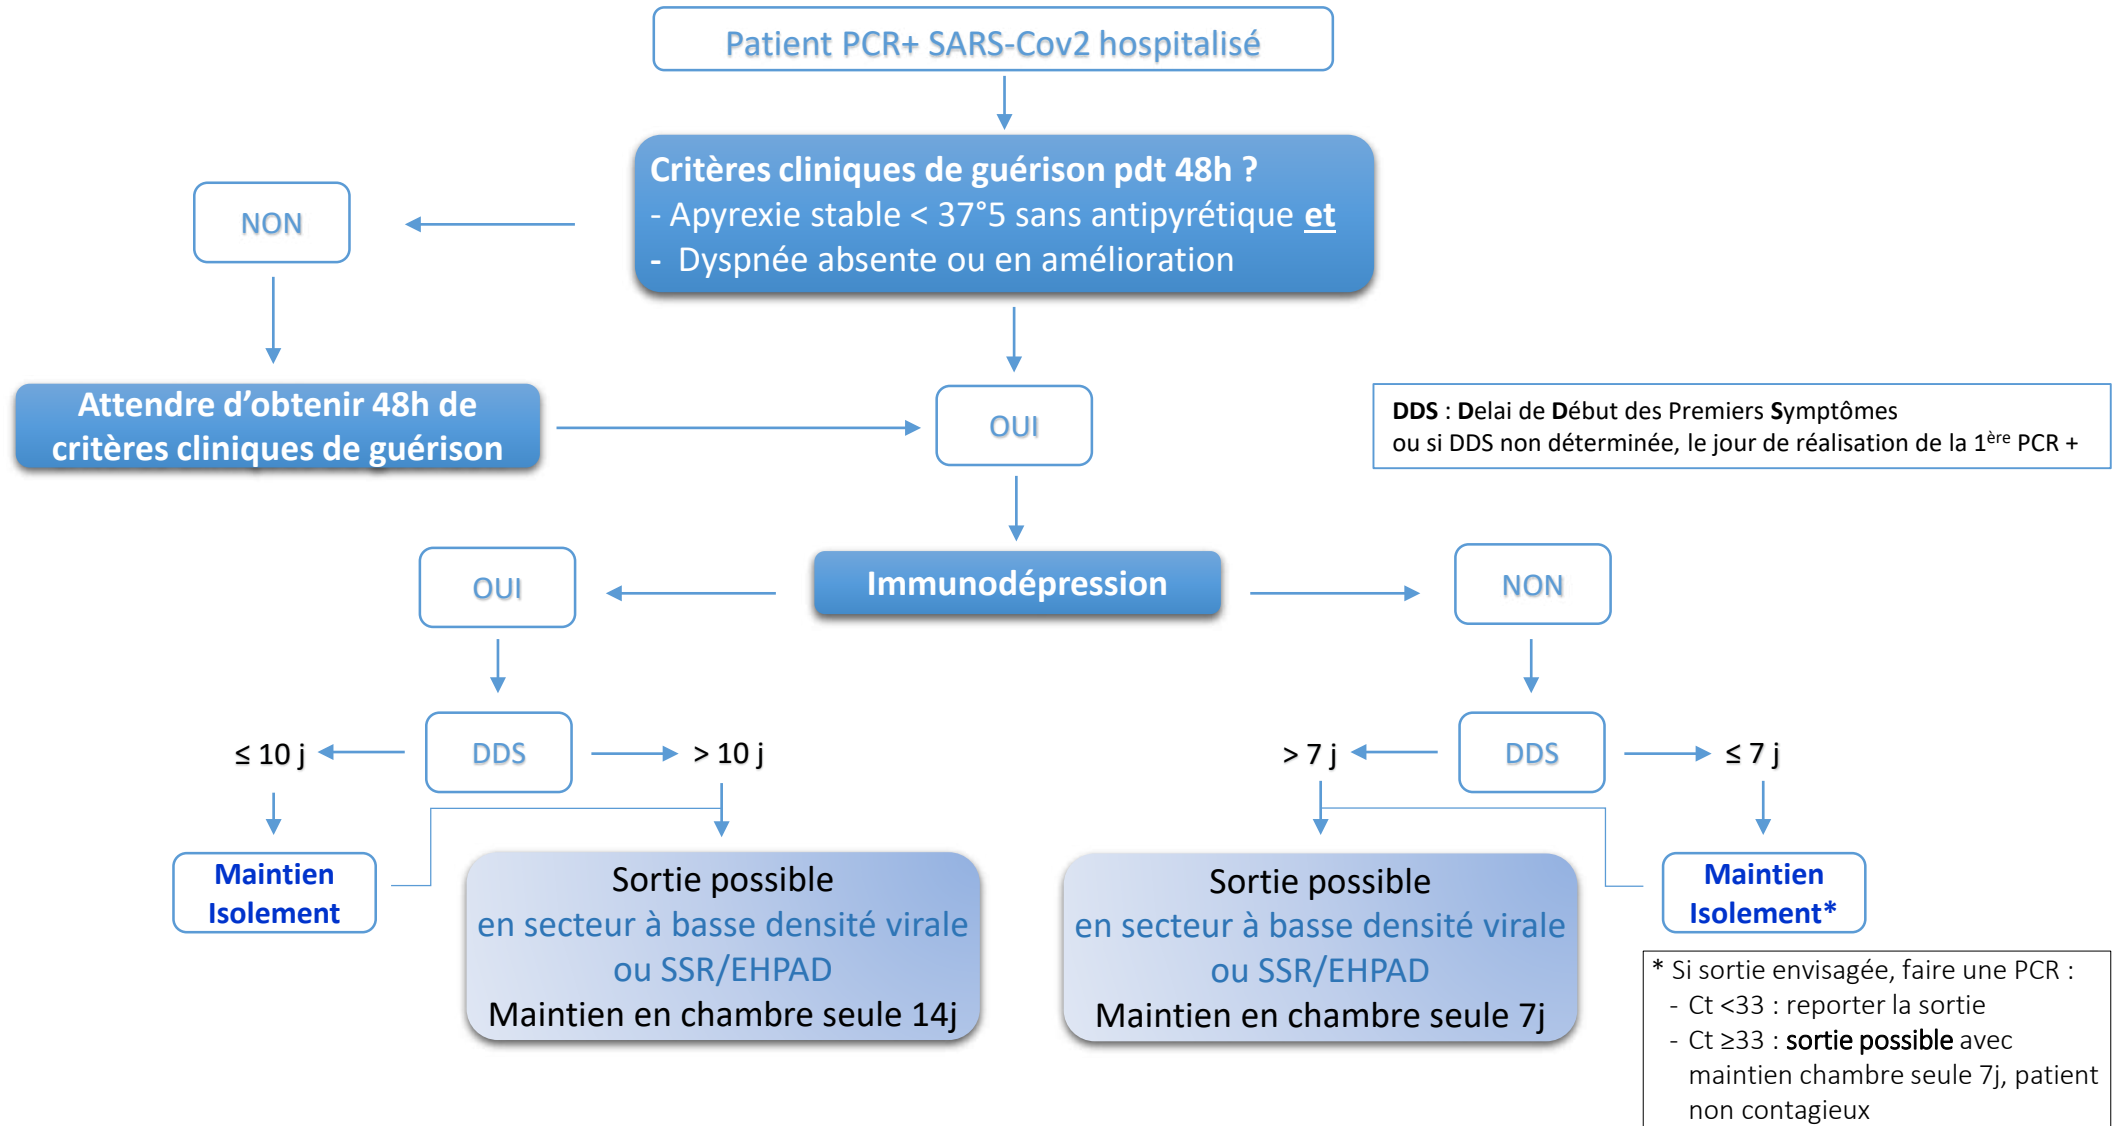 Patient PCR+ SARS-Cov2 hospitalisé
Critères cliniques de guérison pdt 48h ?
- Apyrexie stable < 37°5 sans antipyrétique et
- Dyspnée absente ou en amélioration
NON
Attendre d'obtenir 48h de
critères cliniques de guérison
OUI
DDS : Delai de Début des Premiers Symptômes
ou si DDS non déterminée, le jour de réalisation de la 1ère PCR +
OUI
Immunodépression
NON
≤ 10 j
DDS
> 10 j
> 7 j
DDS
≤ 7 j
Maintien
Isolement
Sortie possible
en secteur à basse densité virale
ou SSR/EHPAD
Maintien en chambre seule 14j
Sortie possible
en secteur à basse densité virale
ou SSR/EHPAD
Maintien en chambre seule 7j
Maintien
Isolement*
* Si sortie envisagée, faire une PCR :
- Ct <33 : reporter la sortie
- Ct ≥33 : sortie possible avec
maintien chambre seule 7j, patient
non contagieux